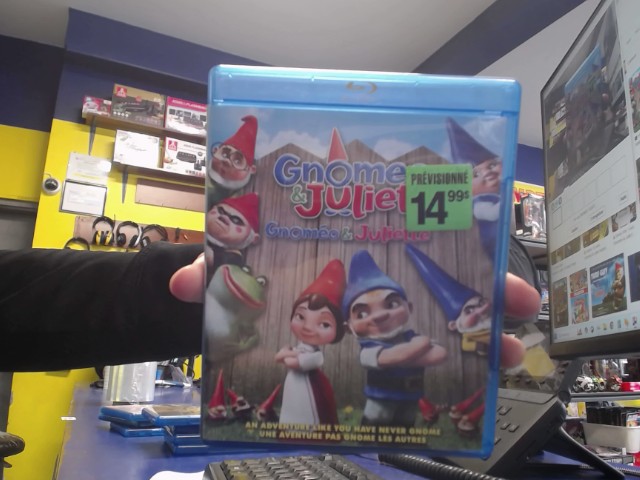 Gnomeo
& Juliet
Gnoméo & Juliette
PRÉVISIONNÉ
14 99$
AN ADVENTURE LIKE YOU HAVE NEVER GNOME
UNE AVENTURE PAS GNOME LES AUTRES